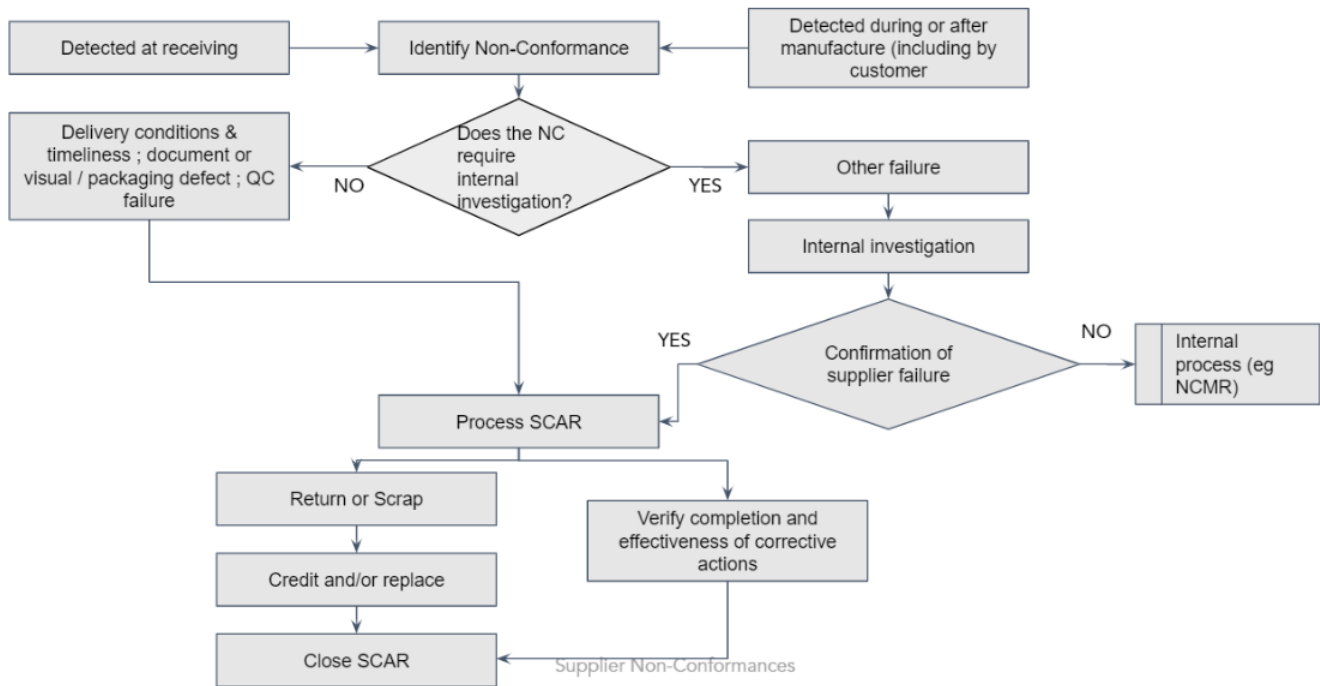 Detected at receiving
Identify Non-Conformance
Detected during or after
manufacture (including by
customer
Delivery conditions &
timeliness ; document or
visual / packaging defect ; QC
failure
NO
Does the NC
require
internal
investigation?
YES
Other failure
Internal investigation
YES
Confirmation of
supplier failure
NO
Internal
process (eg
NCMR)
Process SCAR
Return or Scrap
Verify completion and
effectiveness of corrective
actions
Credit and/or replace
Close SCAR
Supplier Non-Conformances